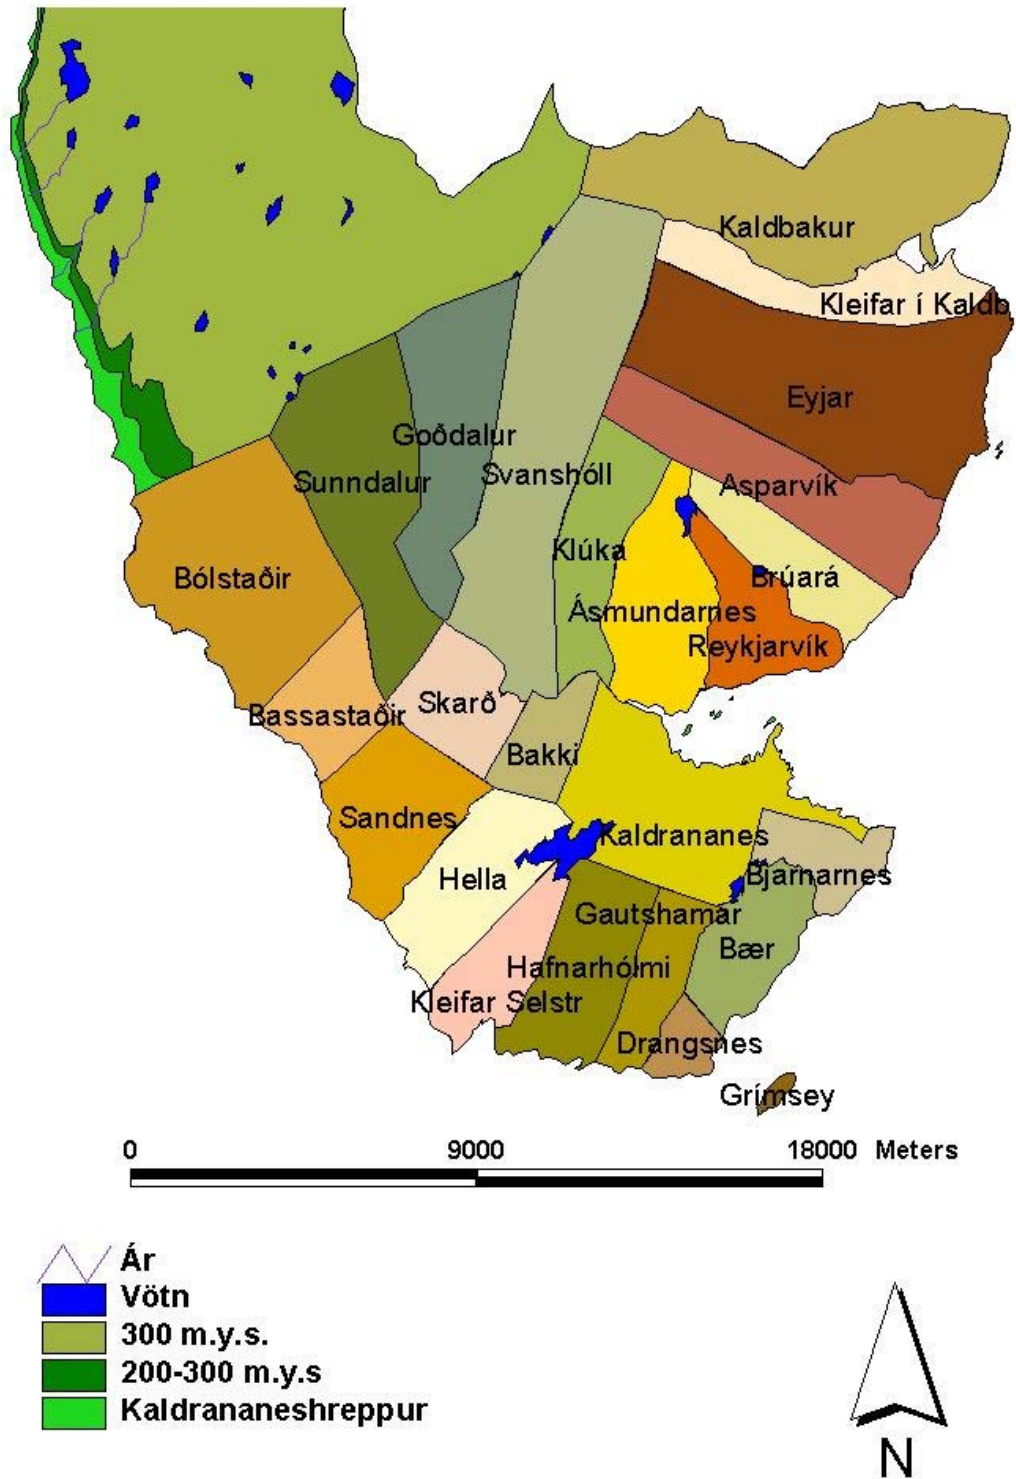 Kaldbakur
Kleifar í Kaldb
Eyjar
Goðdalur
Svanshóll
Sunndalur
Asparvík
Klúka
Bólstaðir
Brúará
Ásmundarnes
Reykjarvík
Skarð
Bassastaðir
Bakki
Sandnes
Kaldrananes
Hella
Bjarnarnes
Gautshamar
Bær
Hafnarhólmi
Kleifar Selstr
Drangsnes
Grímsey
0 9000 18000 Meters
Ár
Vötn
300 m.y.s.
200-300 m.y.s
Kaldrananeshreppur
N